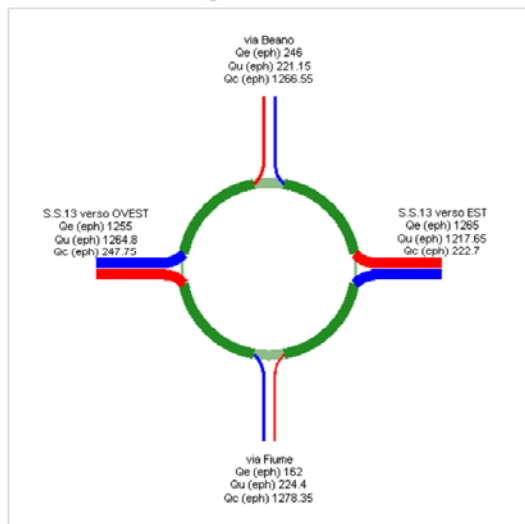 via Beano
Qe (eph) 246
Qu (eph) 221.15
Qc (eph) 1266.55
S.S.13 verso OVEST
Qe (eph) 1255
Qu (eph) 1264.8
Qc (eph) 247.75
S.S.13 verso EST
Qe (eph) 1265
Qu (eph) 1217.65
Qc (eph) 222.7
via Fiume
Qe (eph) 162
Qu (eph) 224.4
Qc (eph) 1278.35